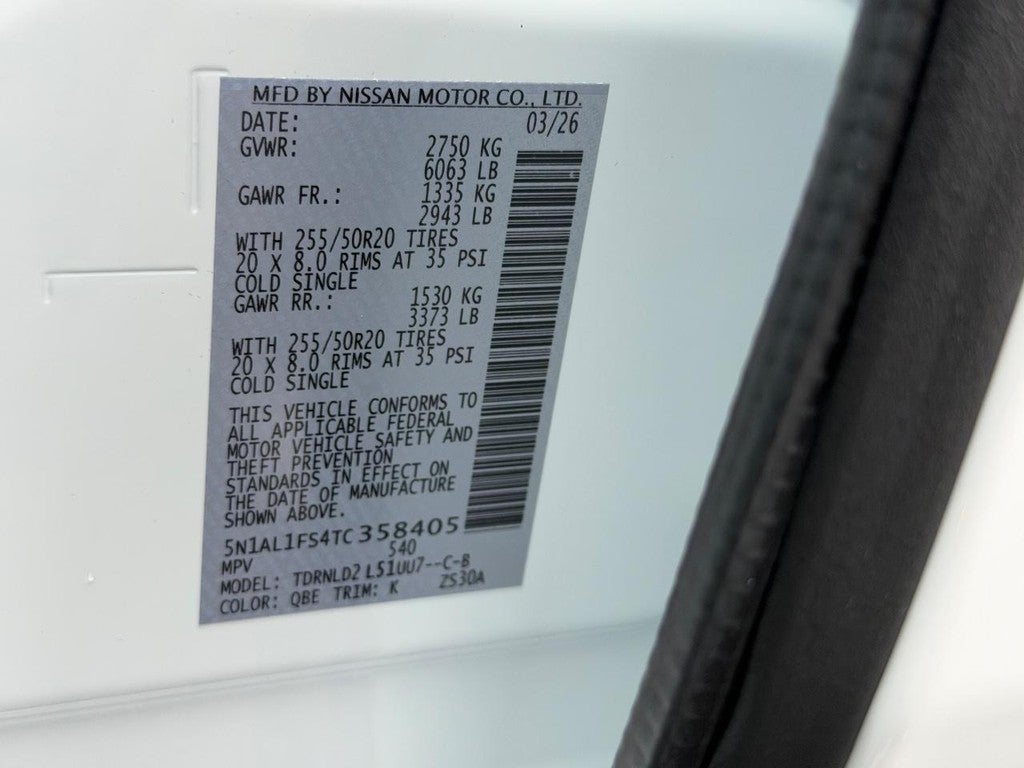 MFD BY NISSAN MOTOR CO., LTD.
DATE: 03/26
GVWR: 2750 KG
6063 LB
GAWR FR.: 1335 KG
2943 LB
WITH 255/50R20 TIRES
20 X 8.0 RIMS AT 35 PSI
COLD SINGLE
GAWR RR.: 1530 KG
3373 LB
WITH 255/50R20 TIRES
20 X 8.0 RIMS AT 35 PSI
COLD SINGLE
THIS VEHICLE CONFORMS TO
ALL APPLICABLE FEDERAL
MOTOR VEHICLE SAFETY AND
THEFT PREVENTION
STANDARDS IN EFFECT ON
THE DATE OF MANUFACTURE
SHOWN ABOVE.
5N1AL1FS4TC358405
MPV 540
MODEL: TDRNLD2 L51UU7--C-B
COLOR: QBE TRIM: K ZS30A